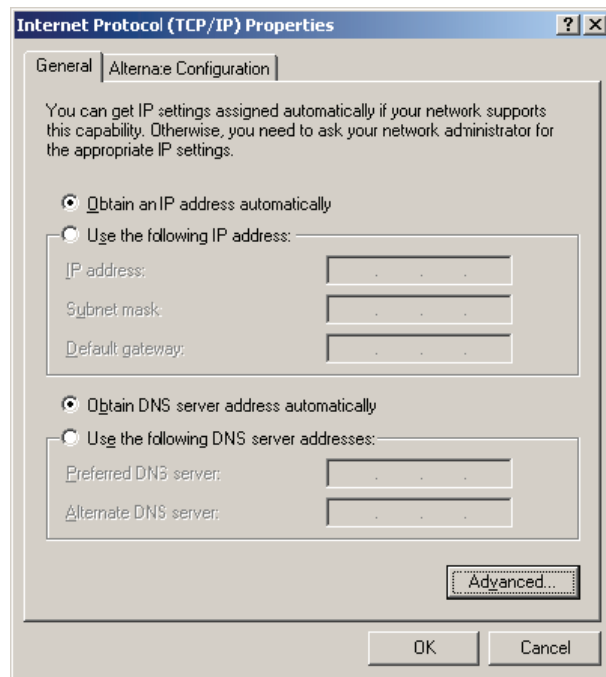 Internet Protocol (TCP/IP) Properties
General
Alternate Configuration
You can get IP settings assigned automatically if your network supports
this capability. Otherwise, you need to ask your network administrator for
the appropriate IP settings.
Obtain an IP address automatically
Use the following IP address:
IP address:
Subnet mask:
Default gateway:
Obtain DNS server address automatically
Use the following DNS server addresses:
Preferred DNS server:
Alternate DNS server:
Advanced...
OK
Cancel